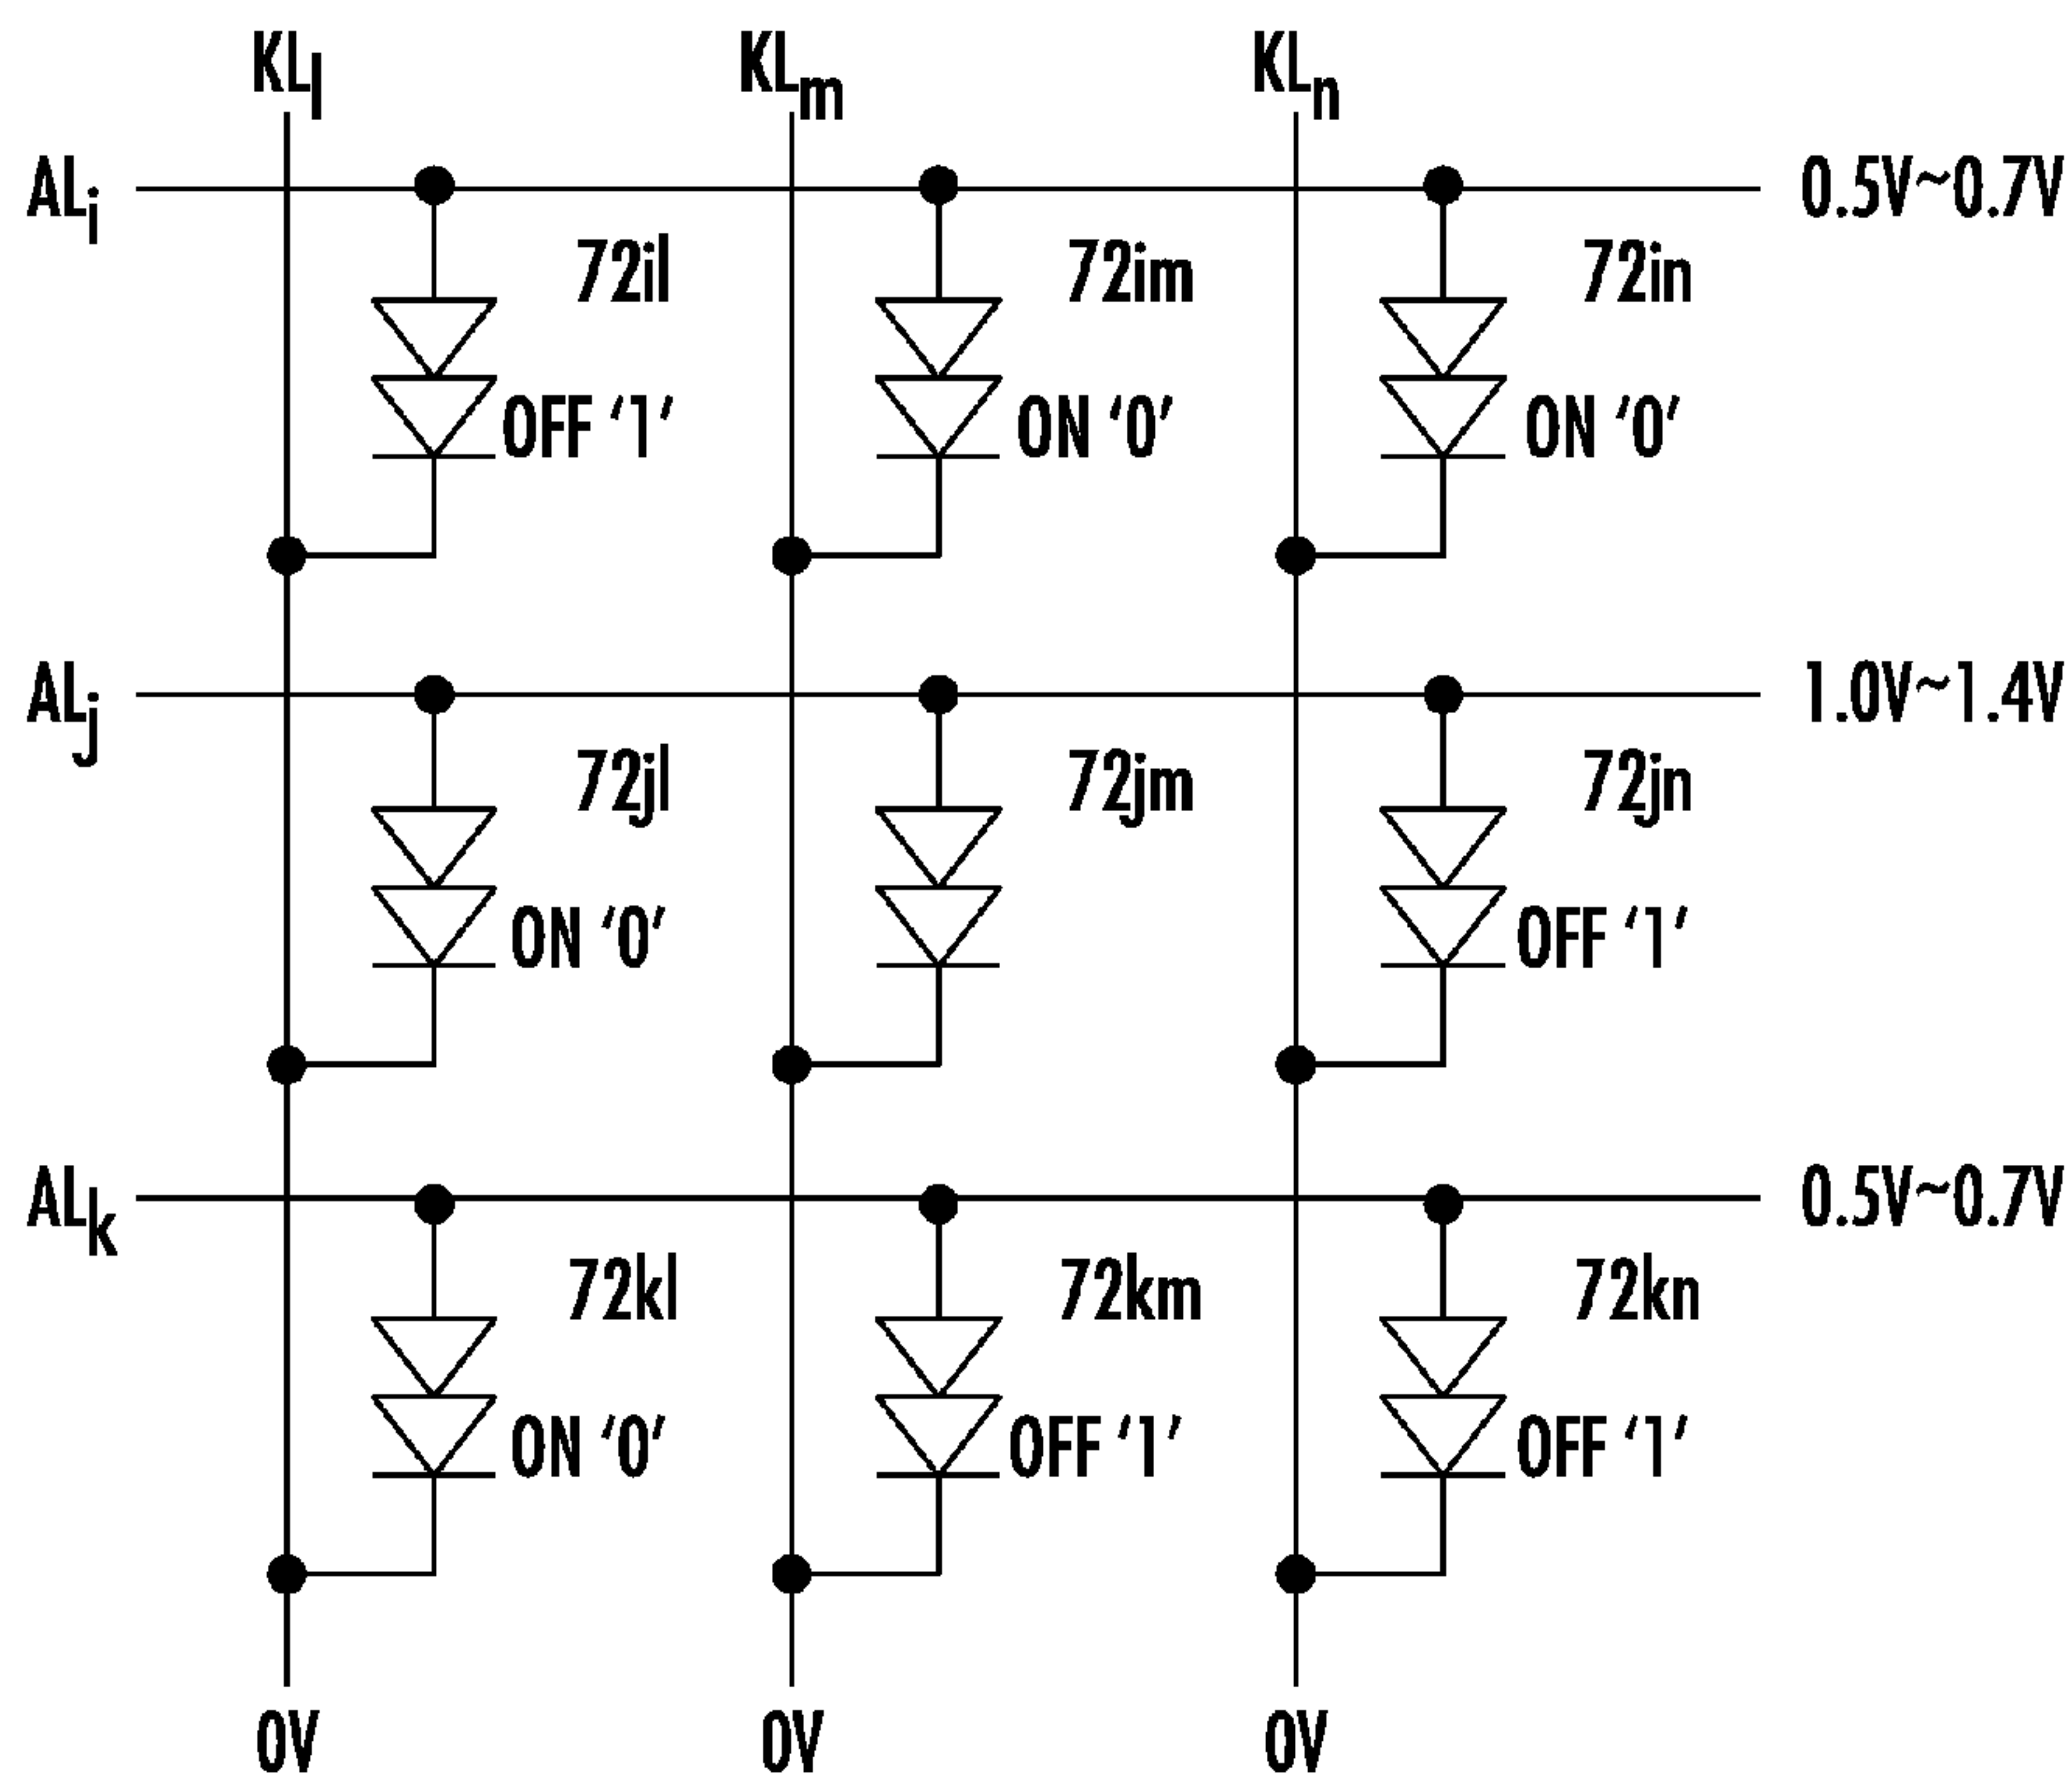 KLl KLm KLn
ALi 0.5V~0.7V
72il 72im 72in
OFF ‘1’ ON ‘0’ ON ‘0’
ALj 1.0V~1.4V
72jl 72jm 72jn
ON ‘0’ OFF ‘1’
ALk 0.5V~0.7V
72kl 72km 72kn
ON ‘0’ OFF ‘1’ OFF ‘1’
0V 0V 0V